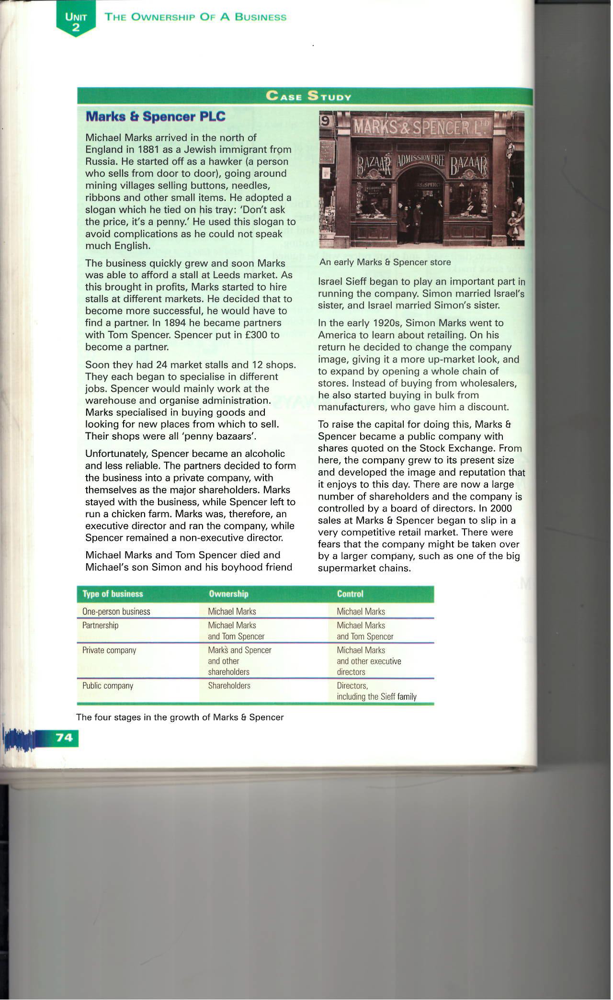 UNIT
2
THE OWNERSHIP OF A BUSINESS
CASE STUDY
Marks & Spencer PLC
Michael Marks arrived in the north of
England in 1881 as a Jewish immigrant from
Russia. He started off as a hawker (a person
who sells from door to door), going around
mining villages selling buttons, needles,
ribbons and other small items. He adopted a
slogan which he tied on his tray: ‘Don’t ask
the price, it’s a penny.’ He used this slogan to
avoid complications as he could not speak
much English.
The business quickly grew and soon Marks
was able to afford a stall at Leeds market. As
this brought in profits, Marks started to hire
stalls at different markets. He decided that to
become more successful, he would have to
find a partner. In 1894 he became partners
with Tom Spencer. Spencer put in £300 to
become a partner.
Soon they had 24 market stalls and 12 shops.
They each began to specialise in different
jobs. Spencer would mainly work at the
warehouse and organise administration.
Marks specialised in buying goods and
looking for new places from which to sell.
Their shops were all ‘penny bazaars’.
Unfortunately, Spencer became an alcoholic
and less reliable. The partners decided to form
the business into a private company, with
themselves as the major shareholders. Marks
stayed with the business, while Spencer left to
run a chicken farm. Marks was, therefore, an
executive director and ran the company, while
Spencer remained a non-executive director.
Michael Marks and Tom Spencer died and
Michael’s son Simon and his boyhood friend
19
MARKS & SPENCER LTD
BAZAAR ADMISSION FREE BAZAAR
An early Marks & Spencer store
Israel Sieff began to play an important part in
running the company. Simon married Israel’s
sister, and Israel married Simon’s sister.
In the early 1920s, Simon Marks went to
America to learn about retailing. On his
return he decided to change the company
image, giving it a more up-market look, and
to expand by opening a whole chain of
stores. Instead of buying from wholesalers,
he also started buying in bulk from
manufacturers, who gave him a discount.
To raise the capital for doing this, Marks &
Spencer became a public company with
shares quoted on the Stock Exchange. From
here, the company grew to its present size
and developed the image and reputation that
it enjoys to this day. There are now a large
number of shareholders and the company is
controlled by a board of directors. In 2000
sales at Marks & Spencer began to slip in a
very competitive retail market. There were
fears that the company might be taken over
by a larger company, such as one of the big
supermarket chains.
Type of business Ownership Control
One-person business Michael Marks Michael Marks
Partnership Michael Marks Michael Marks
and Tom Spencer and Tom Spencer
Private company Marks and Spencer Michael Marks
and other and other executive
shareholders directors
Public company Shareholders Directors,
including the Sieff family
The four stages in the growth of Marks & Spencer
74